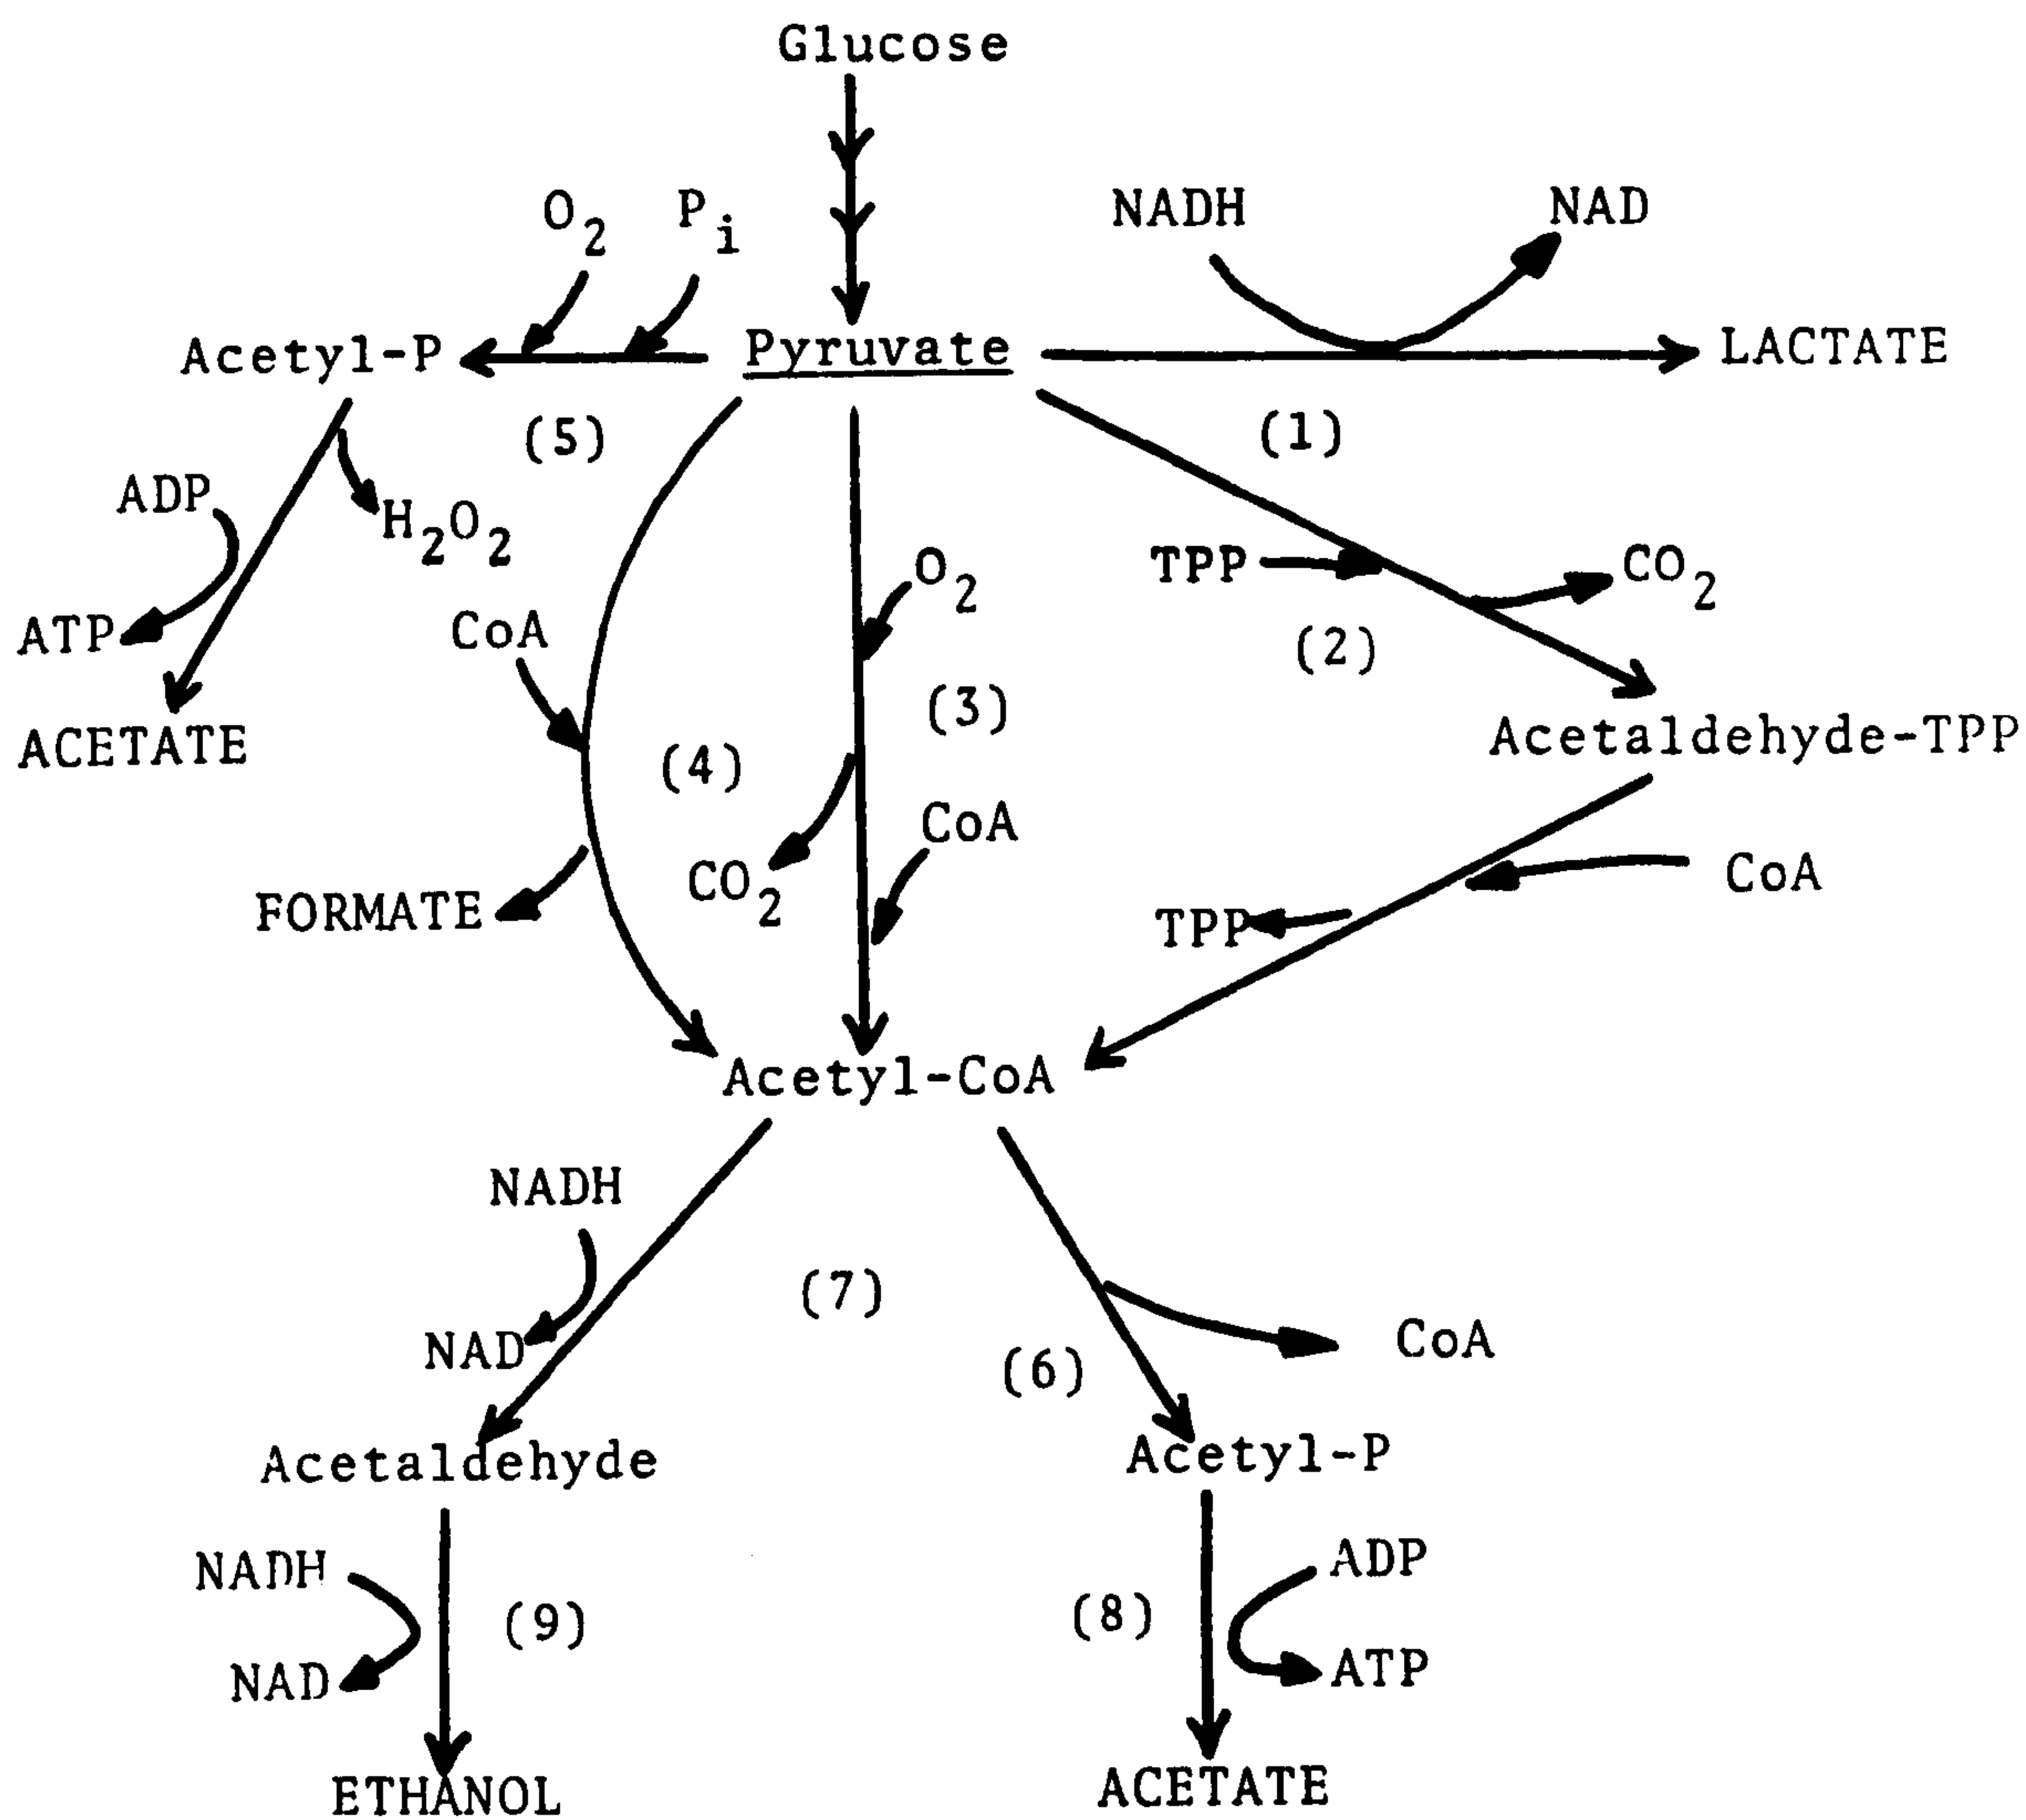 Glucose
O2 Pi NADH NAD
Acetyl-P Pyruvate LACTATE
(5) (1)
ADP H2O2
TPP CO2
O2
ATP CoA (2)
(3)
ACETATE (4) Acetaldehyde-TPP
CoA
CO2 CoA
FORMATE TPP
Acetyl-CoA
NADH
(7)
NAD (6) CoA
Acetaldehyde Acetyl-P
NADH ADP
(9) (8)
NAD ATP
ETHANOL ACETATE